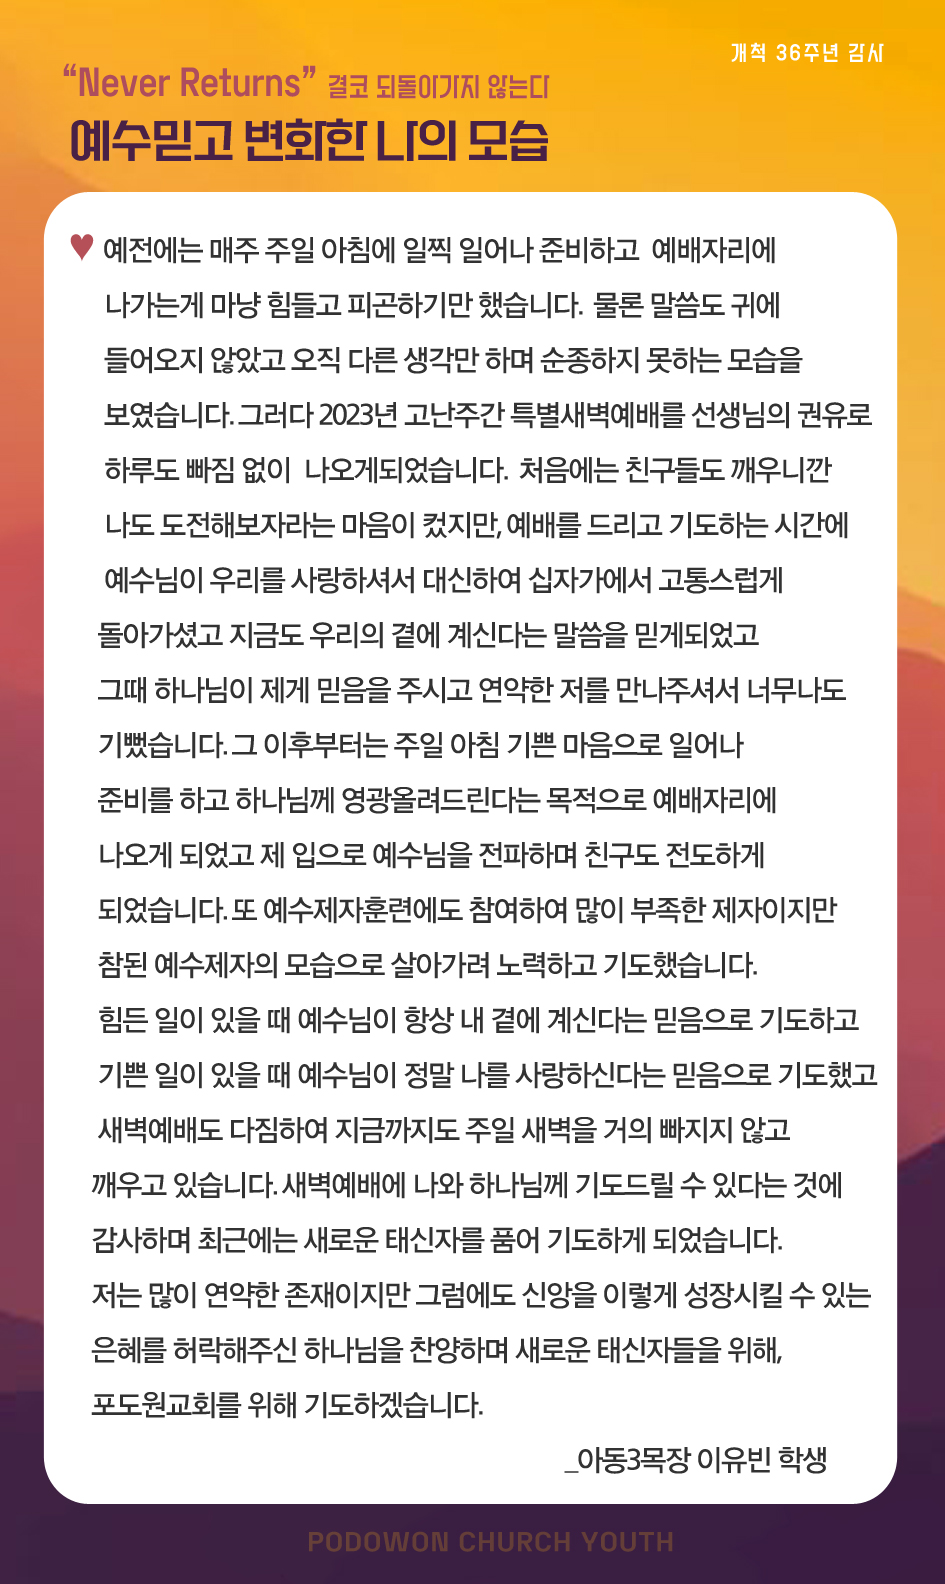 개척 36주년 감사
“Never Returns” 결코 되돌아가지 않는다
예수믿고 변화한 나의 모습
♥ 예전에는 매주 주일 아침에 일찍 일어나 준비하고 예배자리에
나가는게 마냥 힘들고 피곤하기만 했습니다. 물론 말씀도 귀에
들어오지 않았고 오직 다른 생각만 하며 순종하지 못하는 모습을
보였습니다. 그러다 2023년 고난주간 특별새벽예배를 선생님의 권유로
하루도 빠짐 없이 나오게되었습니다. 처음에는 친구들도 깨우니깐
나도 도전해보자라는 마음이 컸지만, 예배를 드리고 기도하는 시간에
예수님이 우리를 사랑하셔서 대신하여 십자가에서 고통스럽게
돌아가셨고 지금도 우리의 곁에 계신다는 말씀을 믿게되었고
그때 하나님이 제게 믿음을 주시고 연약한 저를 만나주셔서 너무나도
기뻤습니다. 그 이후부터는 주일 아침 기쁜 마음으로 일어나
준비를 하고 하나님께 영광올려드린다는 목적으로 예배자리에
나오게 되었고 제 입으로 예수님을 전파하며 친구도 전도하게
되었습니다. 또 예수제자훈련에도 참여하여 많이 부족한 제자이지만
참된 예수제자의 모습으로 살아가려 노력하고 기도했습니다.
힘든 일이 있을 때 예수님이 항상 내 곁에 계신다는 믿음으로 기도하고
기쁜 일이 있을 때 예수님이 정말 나를 사랑하신다는 믿음으로 기도했고
새벽예배도 다짐하여 지금까지도 주일 새벽을 거의 빠지지 않고
깨우고 있습니다. 새벽예배에 나와 하나님께 기도드릴 수 있다는 것에
감사하며 최근에는 새로운 태신자를 품어 기도하게 되었습니다.
저는 많이 연약한 존재이지만 그럼에도 신앙을 이렇게 성장시킬 수 있는
은혜를 허락해주신 하나님을 찬양하며 새로운 태신자들을 위해,
포도원교회를 위해 기도하겠습니다.
_아동3목장 이유빈 학생
PODOWON CHURCH YOUTH